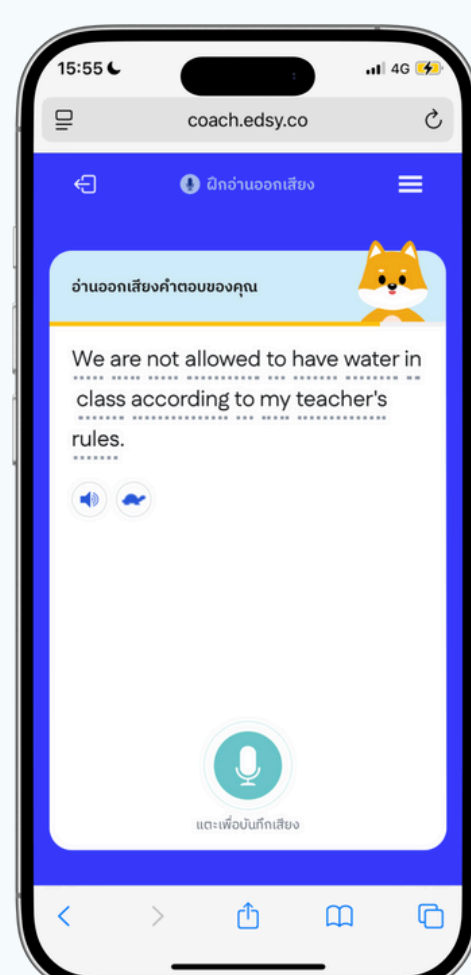 15:55
4G
coach.edsy.co
ฝึกอ่านออกเสียง
อ่านออกเสียงคำตอบของคุณ
We are not allowed to have water in
class according to my teacher's
rules.
แตะเพื่อบันทึกเสียง